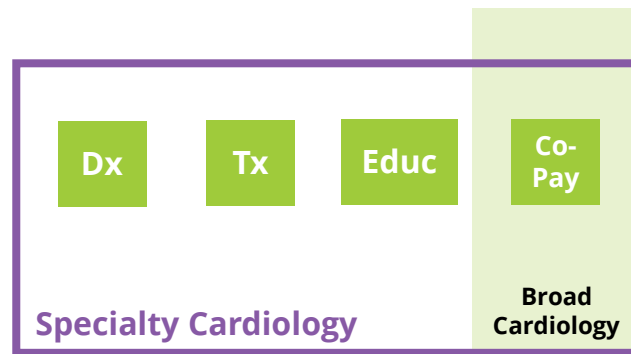 Dx
Tx
Educ
Co-
Pay
Specialty Cardiology
Broad
Cardiology